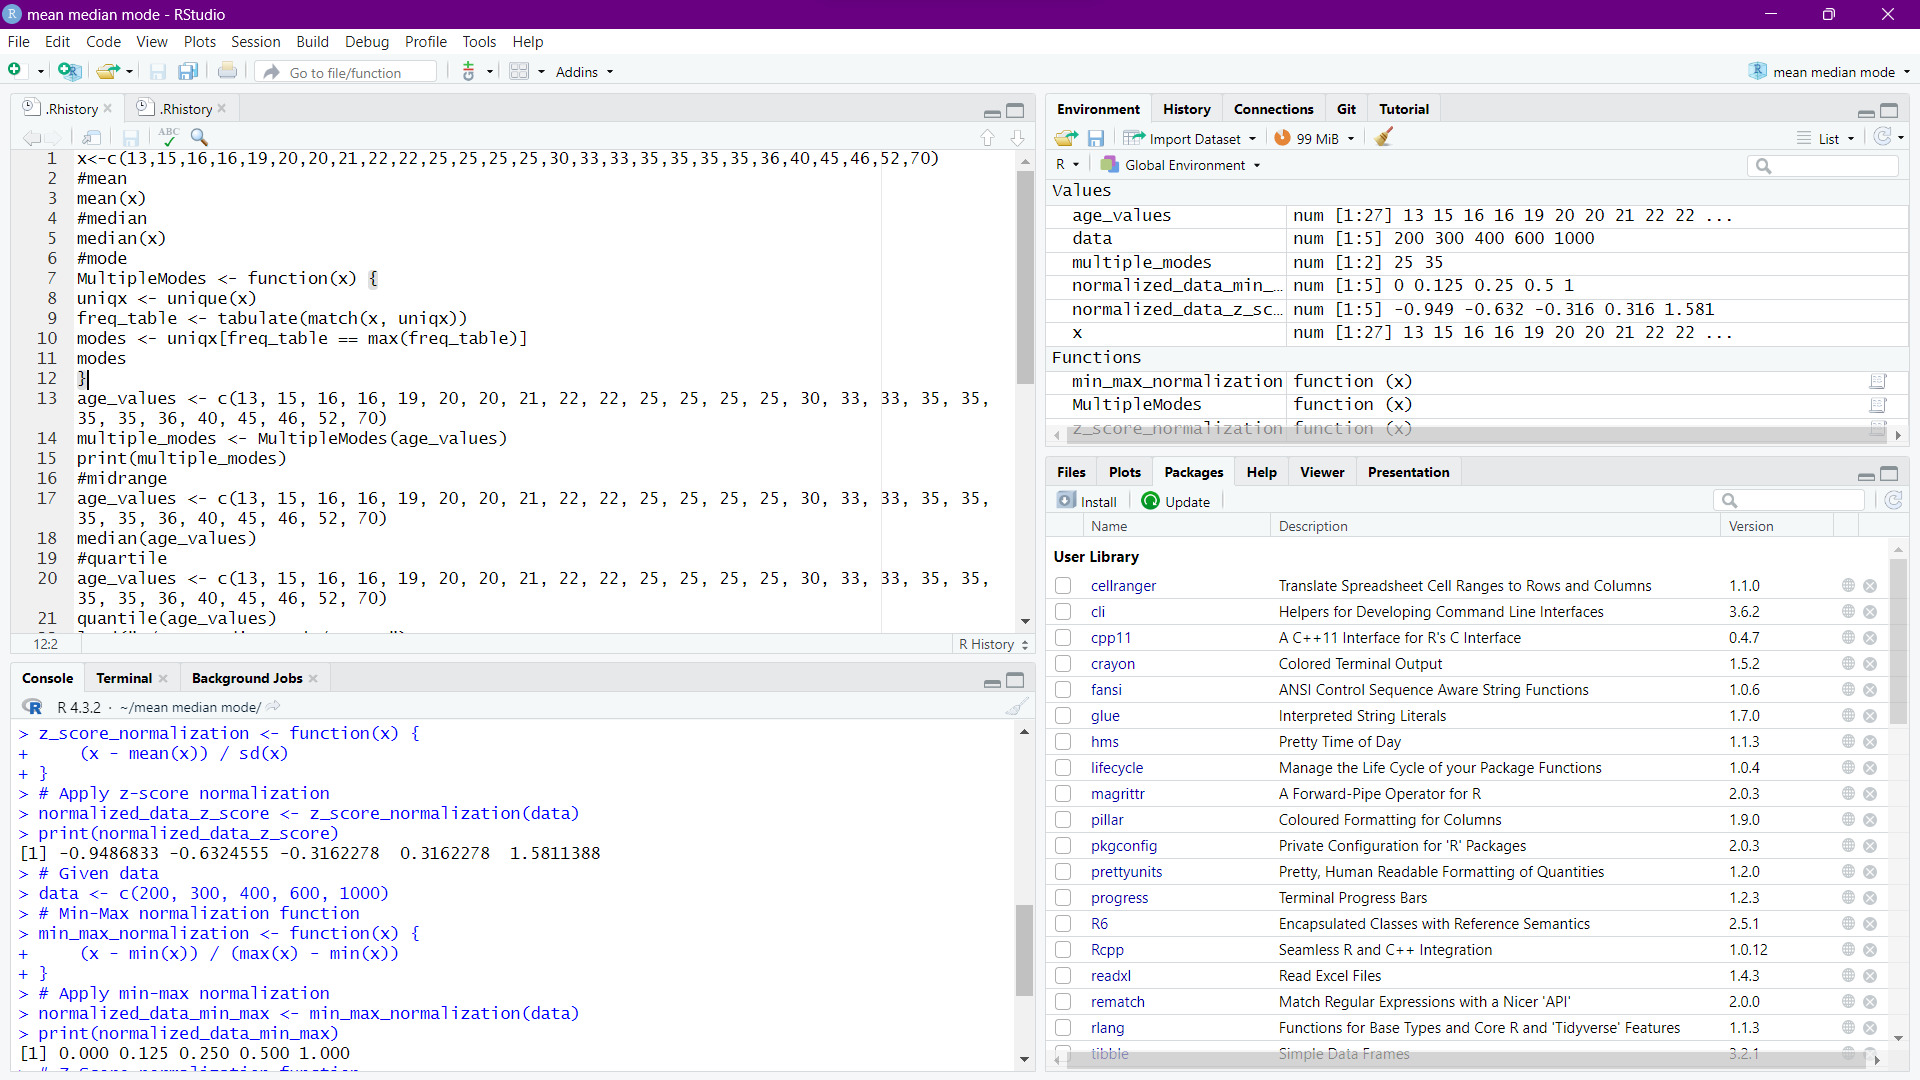 mean median mode - RStudio
File Edit Code View Plots Session Build Debug Profile Tools Help
Go to file/function Addins mean median mode
.Rhistory .Rhistory
1 x<-c(13,15,16,16,19,20,20,21,22,22,25,25,25,25,30,33,33,35,35,35,35,36,40,45,46,52,70)
2 #mean
3 mean(x)
4 #median
5 median(x)
6 #mode
7 MultipleModes <- function(x) {
8 uniqx <- unique(x)
9 freq_table <- tabulate(match(x, uniqx))
10 modes <- uniqx[freq_table == max(freq_table)]
11 modes
12 }
13 age_values <- c(13, 15, 16, 16, 19, 20, 20, 21, 22, 22, 25, 25, 25, 25, 30, 33, 33, 35, 35,
35, 35, 36, 40, 45, 46, 52, 70)
14 multiple_modes <- MultipleModes(age_values)
15 print(multiple_modes)
16 #midrange
17 age_values <- c(13, 15, 16, 16, 19, 20, 20, 21, 22, 22, 25, 25, 25, 25, 30, 33, 33, 35, 35,
35, 35, 36, 40, 45, 46, 52, 70)
18 median(age_values)
19 #quartile
20 age_values <- c(13, 15, 16, 16, 19, 20, 20, 21, 22, 22, 25, 25, 25, 25, 30, 33, 33, 35, 35,
35, 35, 36, 40, 45, 46, 52, 70)
21 quantile(age_values)
12:2 R History
Console Terminal Background Jobs
R 4.3.2 · ~/mean median mode/
> z_score_normalization <- function(x) {
+ (x - mean(x)) / sd(x)
+ }
> # Apply z-score normalization
> normalized_data_z_score <- z_score_normalization(data)
> print(normalized_data_z_score)
[1] -0.9486833 -0.6324555 -0.3162278 0.3162278 1.5811388
> # Given data
> data <- c(200, 300, 400, 600, 1000)
> # Min-Max normalization function
> min_max_normalization <- function(x) {
+ (x - min(x)) / (max(x) - min(x))
+ }
> # Apply min-max normalization
> normalized_data_min_max <- min_max_normalization(data)
> print(normalized_data_min_max)
[1] 0.000 0.125 0.250 0.500 1.000
Environment History Connections Git Tutorial
Import Dataset 99 MiB List
R Global Environment
Values
age_values num [1:27] 13 15 16 16 19 20 20 21 22 22 ...
data num [1:5] 200 300 400 600 1000
multiple_modes num [1:2] 25 35
normalized_data_min_... num [1:5] 0 0.125 0.25 0.5 1
normalized_data_z_sc... num [1:5] -0.949 -0.632 -0.316 0.316 1.581
x num [1:27] 13 15 16 16 19 20 20 21 22 22 ...
Functions
min_max_normalization function (x)
MultipleModes function (x)
z_score_normalization function (x)
Files Plots Packages Help Viewer Presentation
Install Update
Name Description Version
User Library
cellranger Translate Spreadsheet Cell Ranges to Rows and Columns 1.1.0
cli Helpers for Developing Command Line Interfaces 3.6.2
cpp11 A C++11 Interface for R's C Interface 0.4.7
crayon Colored Terminal Output 1.5.2
fansi ANSI Control Sequence Aware String Functions 1.0.6
glue Interpreted String Literals 1.7.0
hms Pretty Time of Day 1.1.3
lifecycle Manage the Life Cycle of your Package Functions 1.0.4
magrittr A Forward-Pipe Operator for R 2.0.3
pillar Coloured Formatting for Columns 1.9.0
pkgconfig Private Configuration for 'R' Packages 2.0.3
prettyunits Pretty, Human Readable Formatting of Quantities 1.2.0
progress Terminal Progress Bars 1.2.3
R6 Encapsulated Classes with Reference Semantics 2.5.1
Rcpp Seamless R and C++ Integration 1.0.12
readxl Read Excel Files 1.4.3
rematch Match Regular Expressions with a Nicer 'API' 2.0.0
rlang Functions for Base Types and Core R and 'Tidyverse' Features 1.1.3
tibble Simple Data Frames 3.2.1